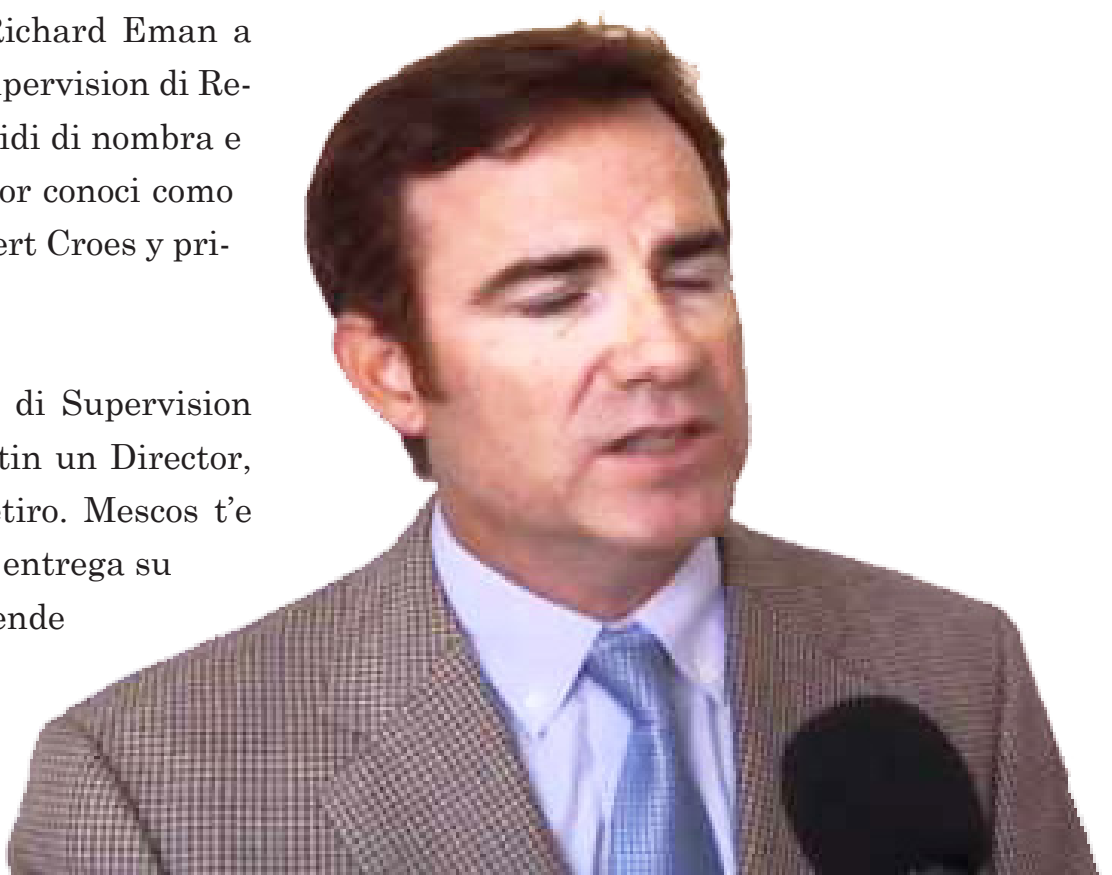 Richard Eman a
pervision di Re-
idi di nombra e
or conoci como
ert Croes y pri-
di Supervision
tin un Director,
etiro. Mescos t'e
entrega su
ende